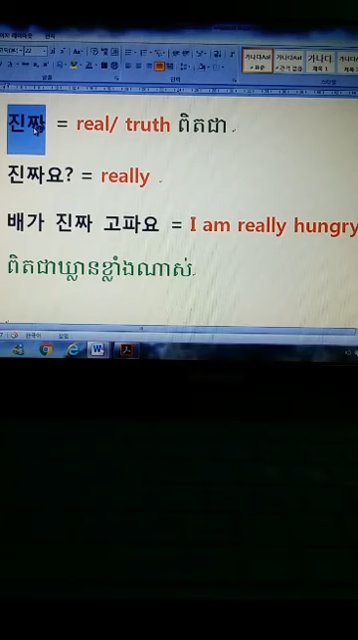 진짜 = real/ truth ពិតជា
진짜요? = really
배가 진짜 고파요 = I am really hungry
ពិតជាឃ្លានខ្លាំងណាស់